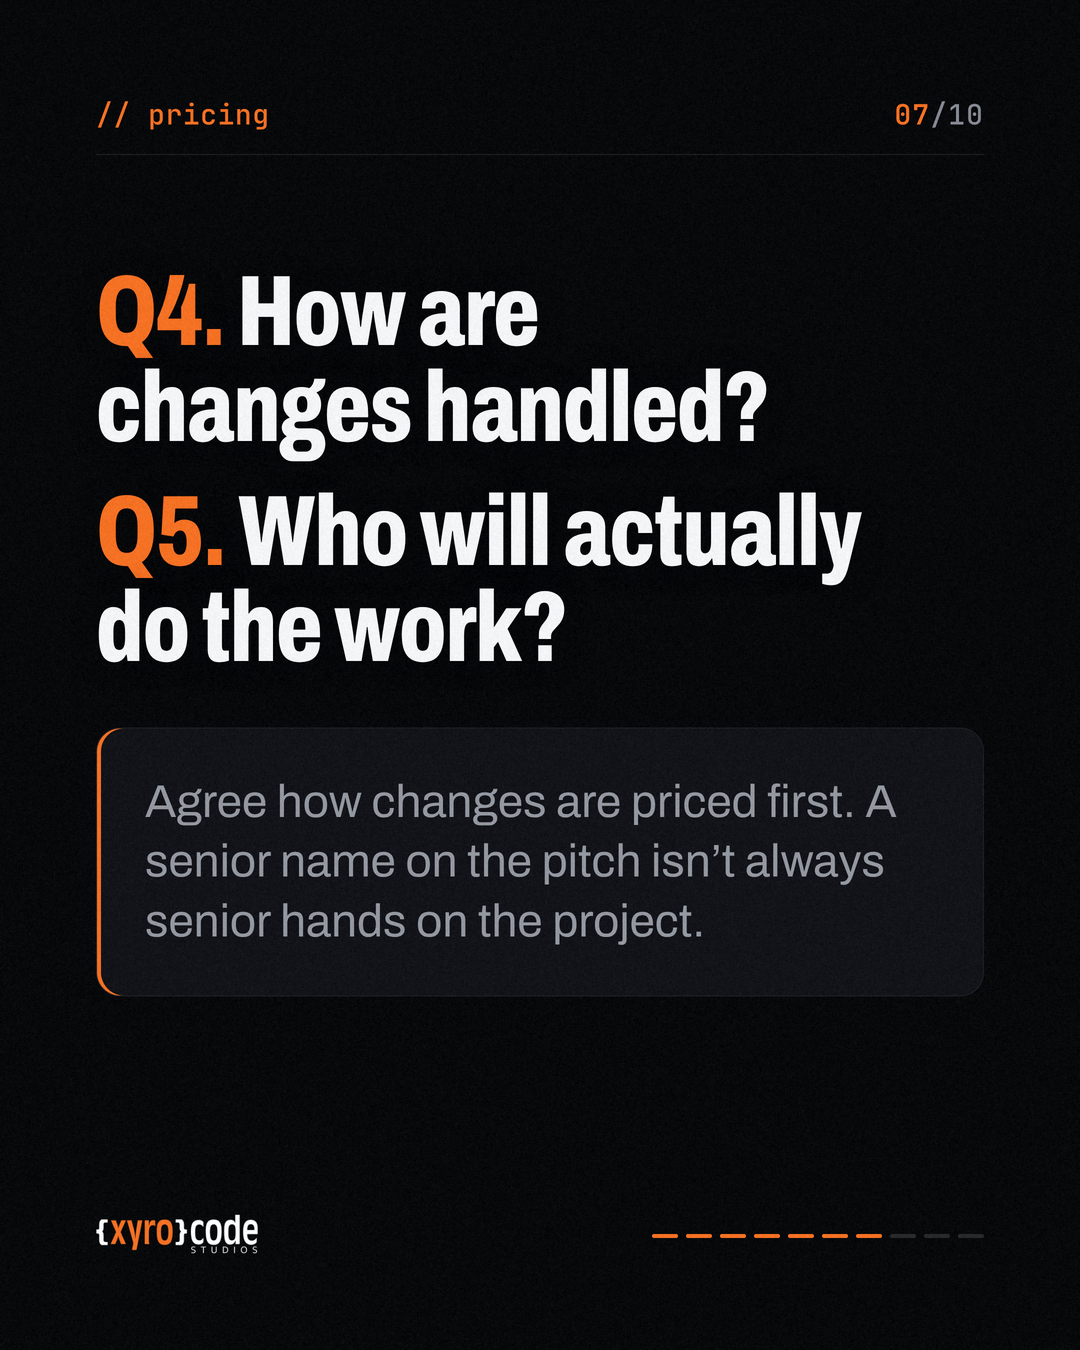 // pricing
07/10
Q4. How are
changes handled?
Q5. Who will actually
do the work?
Agree how changes are priced first. A
senior name on the pitch isn’t always
senior hands on the project.
{xyro}code
STUDIOS